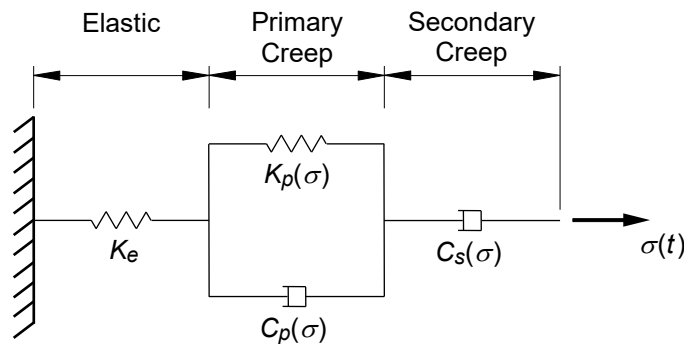 Elastic
Primary
Creep
Secondary
Creep
Kp(σ)
Ke
Cs(σ)
σ(t)
Cp(σ)